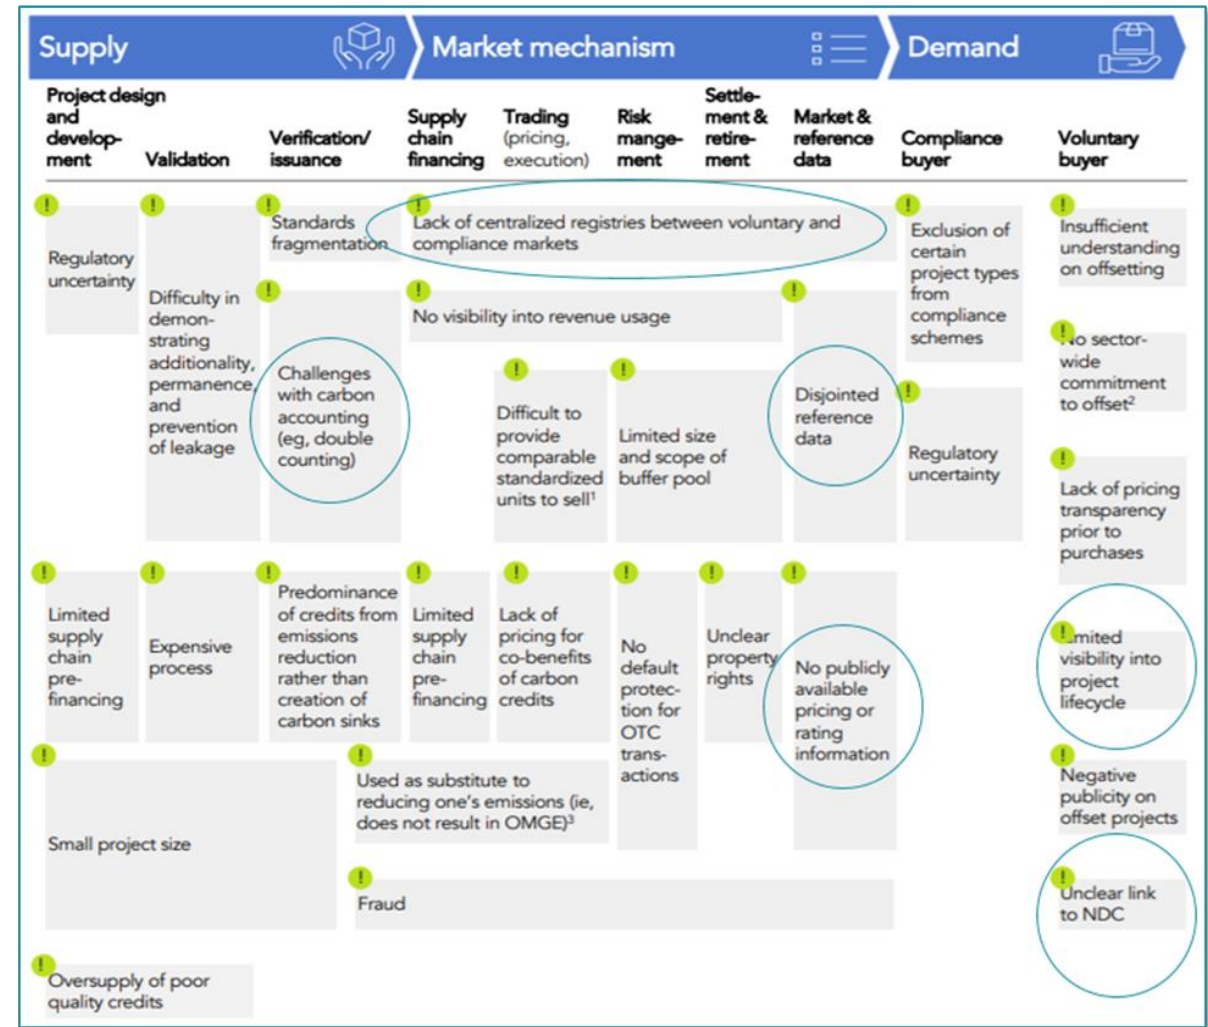 Supply
Market mechanism
Demand
Project design
and
develop-
ment
Validation
Verification/
issuance
Supply
chain
financing
Trading
(pricing,
execution)
Risk
mange-
ment
Settle-
ment &
retire-
ment
Market &
reference
data
Compliance
buyer
Voluntary
buyer
!
Regulatory
uncertainty
!
Difficulty in
demon-
strating
additionality,
permanence,
and
prevention
of leakage
!
Standards
fragmentation
!
Lack of centralized registries between voluntary and
compliance markets
!
Exclusion of
certain
project types
from
compliance
schemes
!
Insufficient
understanding
on offsetting
!
Challenges
with carbon
accounting
(eg, double
counting)
!
No visibility into revenue usage
!
Disjointed
reference
data
!
No sector-
wide
commitment
to offset²
!
Difficult to
provide
comparable
standardized
units to sell¹
!
Limited size
and scope of
buffer pool
!
Regulatory
uncertainty
!
Lack of pricing
transparency
prior to
purchases
!
Limited
supply
chain
pre-
financing
!
Expensive
process
!
Predominance
of credits from
emissions
reduction
rather than
creation of
carbon sinks
!
Limited
supply
chain
pre-
financing
!
Lack of
pricing for
co-benefits
of carbon
credits
!
No
default
protec-
tion for
OTC
trans-
actions
!
Unclear
property
rights
!
No publicly
available
pricing or
rating
information
!
Limited
visibility into
project
lifecycle
!
Small project size
!
Used as substitute to
reducing one's emissions (ie,
does not result in OMGE)³
!
Negative
publicity on
offset projects
!
Fraud
!
Unclear link
to NDC
!
Oversupply of poor
quality credits